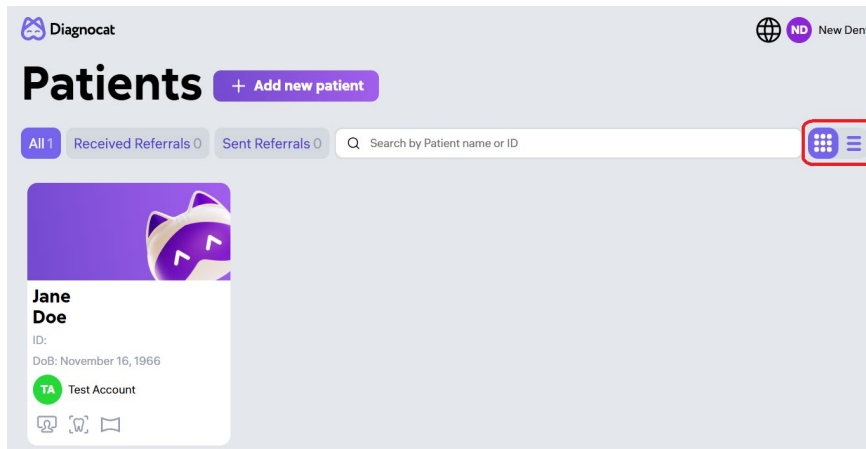 Diagnocat
ND New Den
Patients + Add new patient
All 1 Received Referrals 0 Sent Referrals 0 Search by Patient name or ID
Jane
Doe
ID:
DoB: November 16, 1966
TA Test Account